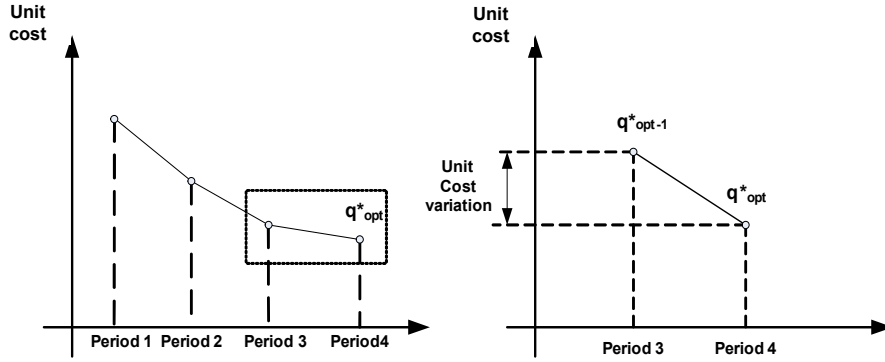 Unit
cost
q*opt
Period 1 Period 2 Period 3 Period4
Unit
cost
q*opt-1
Unit
Cost
variation
q*opt
Period 3 Period 4